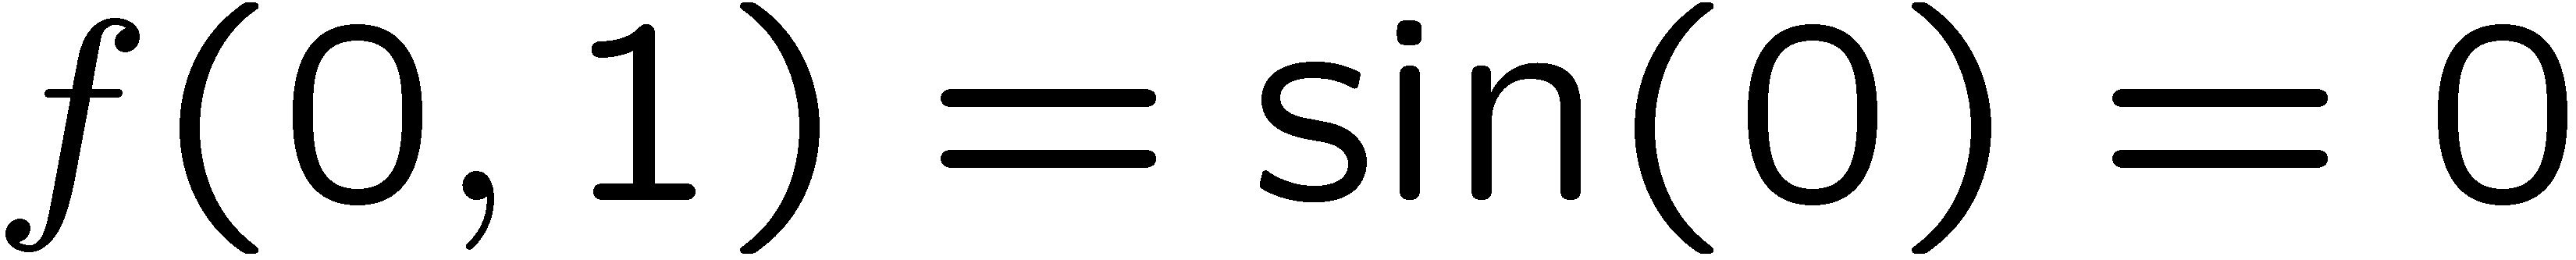 f(0, 1) = sin(0) = 0